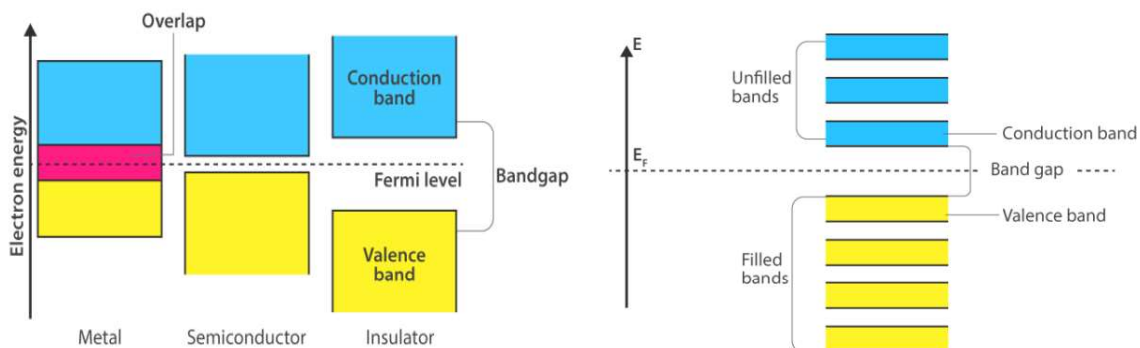 Overlap
Electron energy
Conduction
band
Fermi level
Bandgap
Valence
band
Metal
Semiconductor
Insulator
E
Unfilled
bands
Conduction band
E_F
Band gap
Valence band
Filled
bands